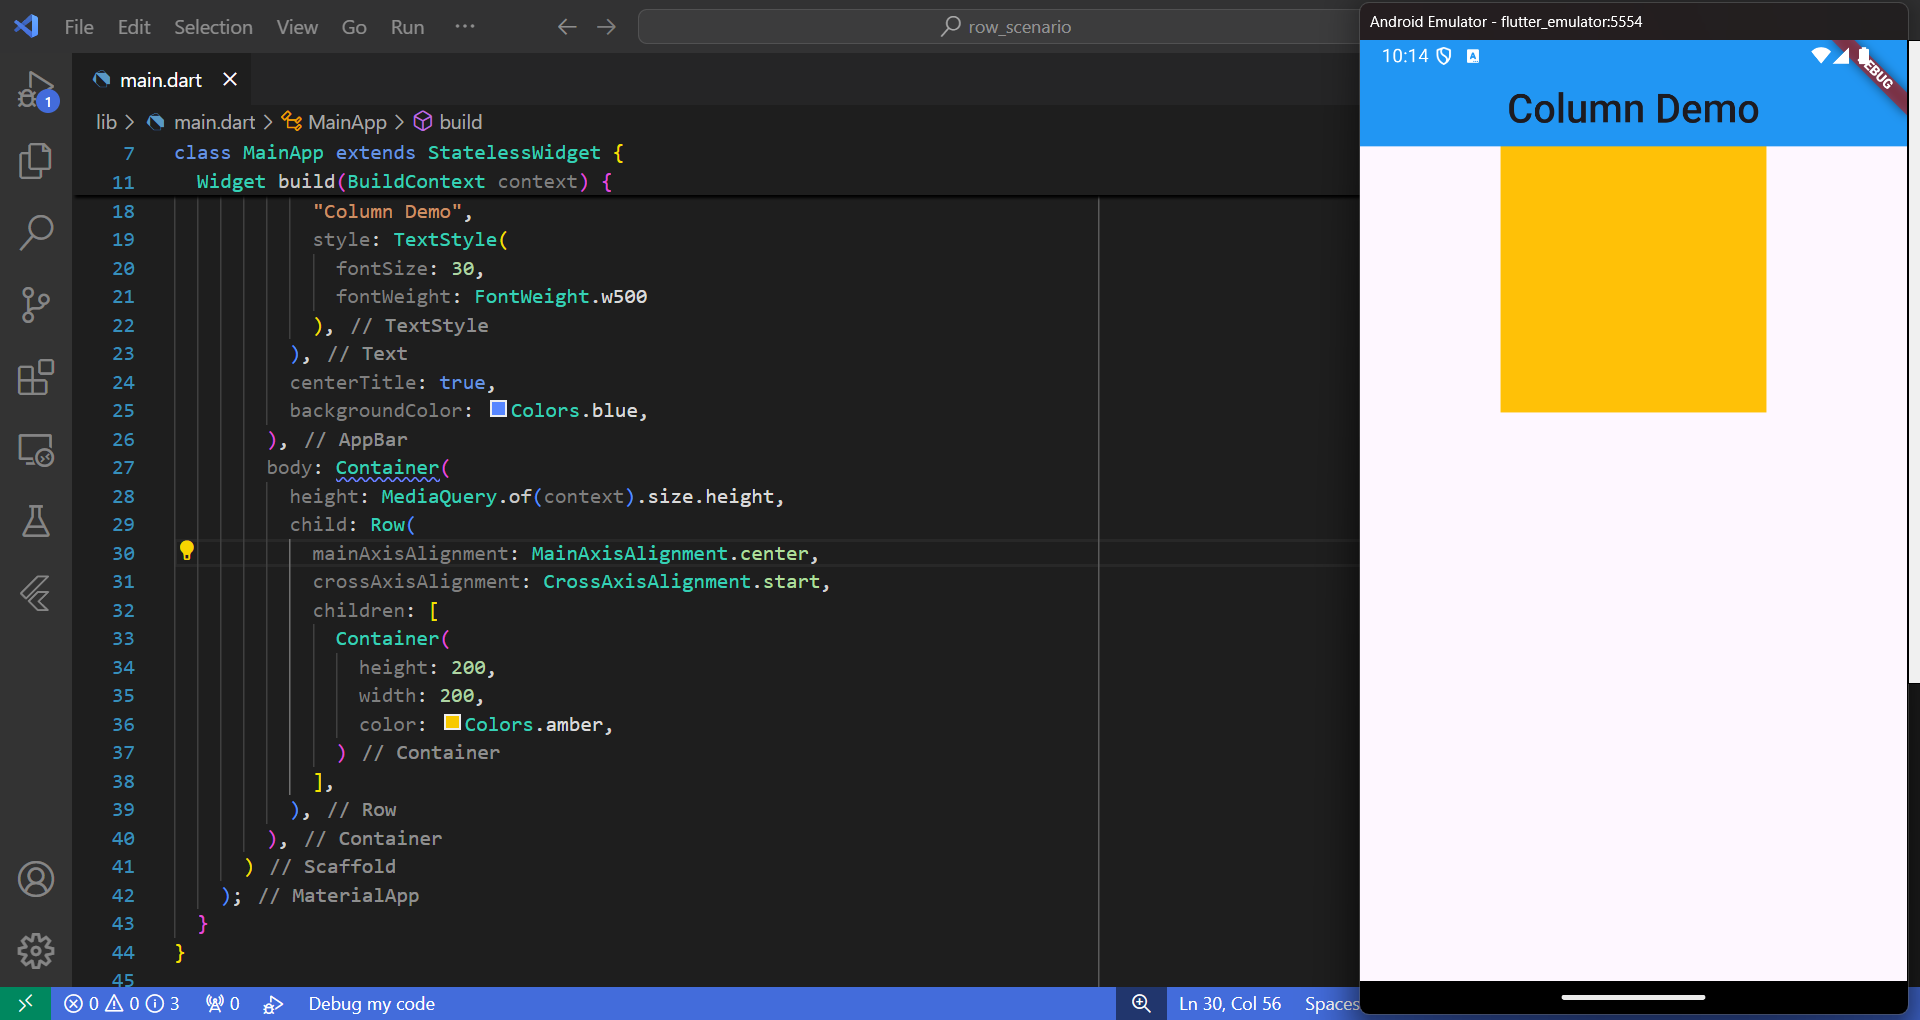 File Edit Selection View Go Run ···
row_scenario
main.dart
lib > main.dart > MainApp > build
7 class MainApp extends StatelessWidget {
11 Widget build(BuildContext context) {
18 "Column Demo",
19 style: TextStyle(
20 fontSize: 30,
21 fontWeight: FontWeight.w500
22 ), // TextStyle
23 ), // Text
24 centerTitle: true,
25 backgroundColor: Colors.blue,
26 ), // AppBar
27 body: Container(
28 height: MediaQuery.of(context).size.height,
29 child: Row(
30 mainAxisAlignment: MainAxisAlignment.center,
31 crossAxisAlignment: CrossAxisAlignment.start,
32 children: [
33 Container(
34 height: 200,
35 width: 200,
36 color: Colors.amber,
37 ) // Container
38 ],
39 ), // Row
40 ), // Container
41 ) // Scaffold
42 ); // MaterialApp
43 }
44 }
45
1
0 0 3 0 Debug my code
Ln 30, Col 56 Spaces
Android Emulator - flutter_emulator:5554
10:14 A
DEBUG
Column Demo